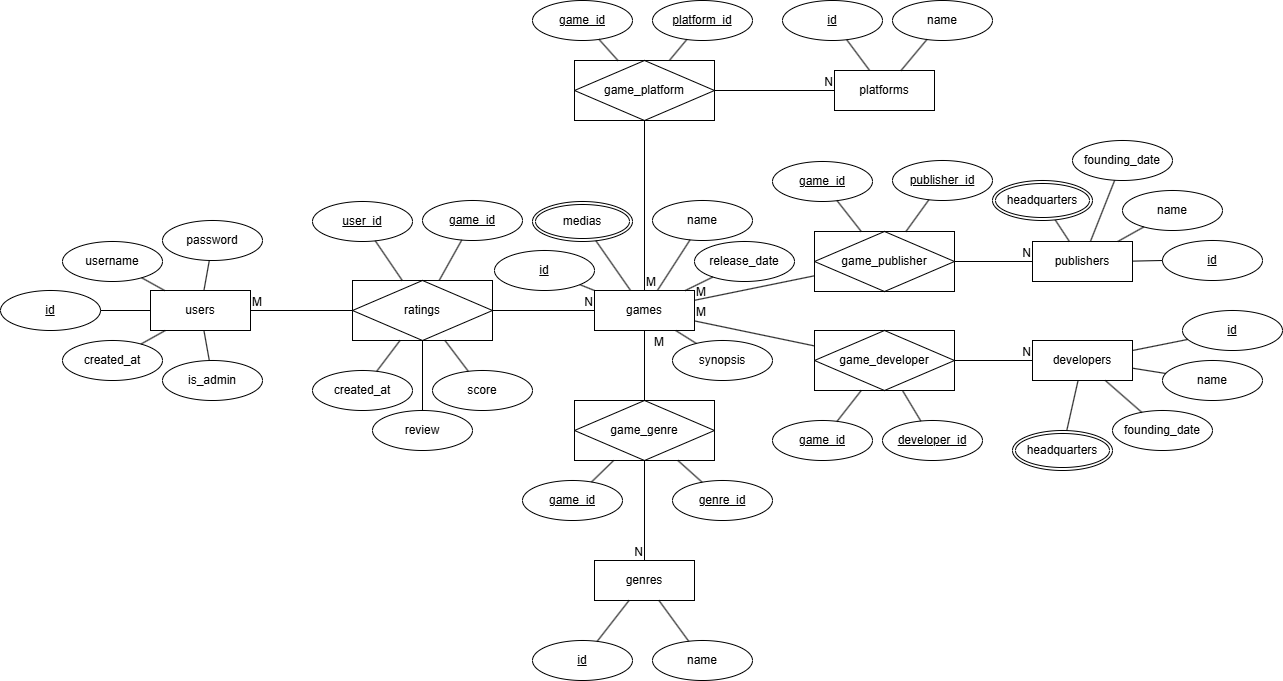 game_id
platform_id
id
name
game_platform
N
platforms
founding_date
game_id
publisher_id
headquarters
name
user_id
game_id
medias
name
password
username
release_date
game_publisher
N
publishers
id
id
M
M
id
users
M
ratings
N
games
M
id
created_at
is_admin
M
synopsis
game_developer
N
developers
name
created_at
score
review
game_genre
game_id
developer_id
founding_date
headquarters
game_id
genre_id
N
genres
id
name